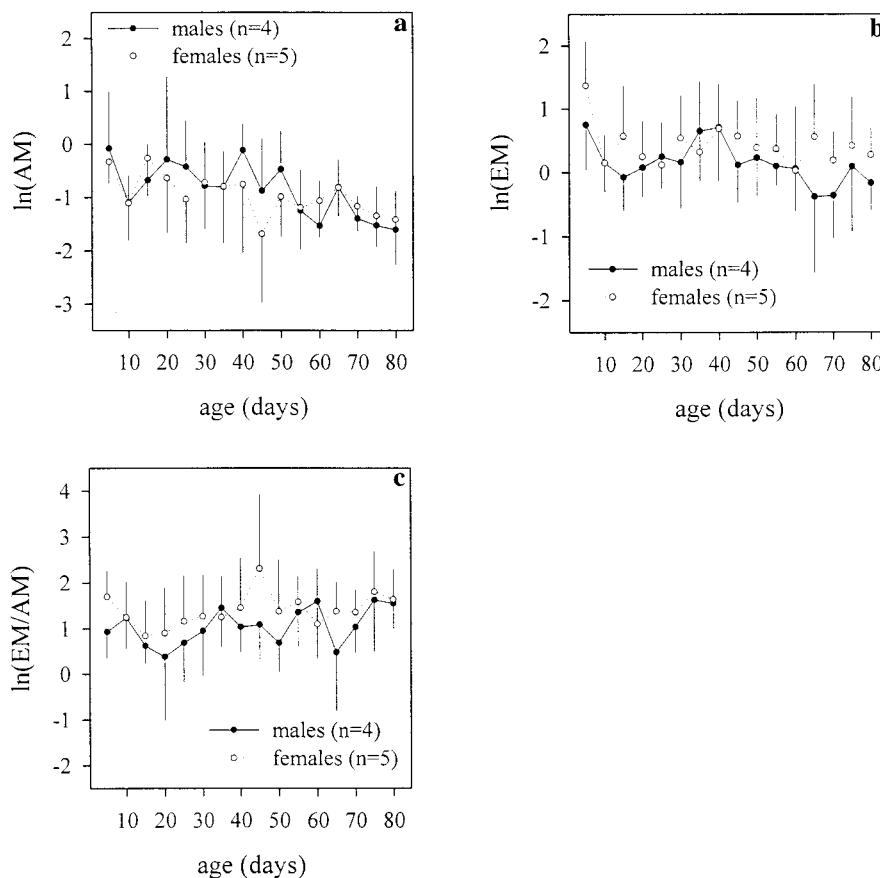 a
males (n=4)
females (n=5)
ln(AM)
2
1
0
-1
-2
-3
10 20 30 40 50 60 70 80
age (days)
b
ln(EM)
2
1
0
-1
-2
males (n=4)
females (n=5)
10 20 30 40 50 60 70 80
age (days)
c
ln(EM/AM)
4
3
2
1
0
-1
-2
males (n=4)
females (n=5)
10 20 30 40 50 60 70 80
age (days)